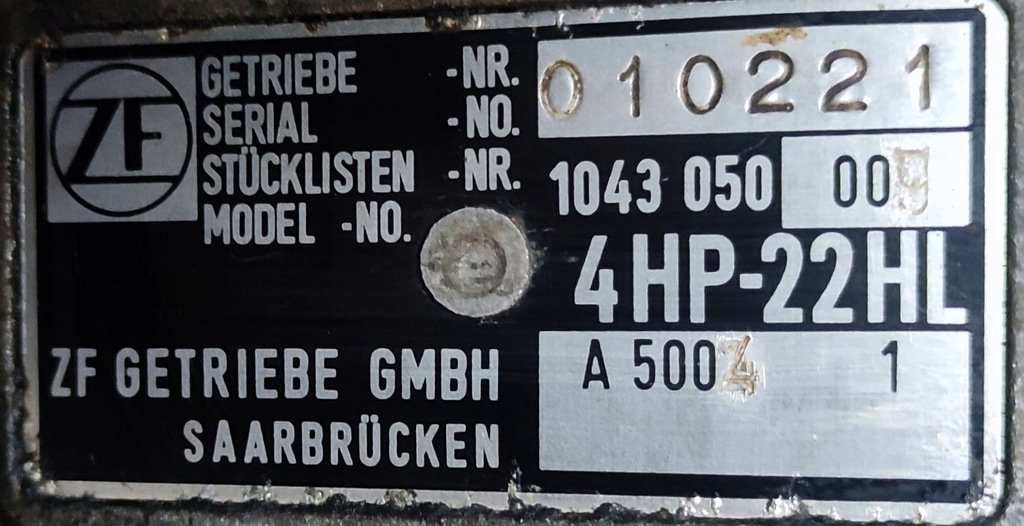 ZF
GETRIEBE -NR. 010221
SERIAL -NO.
STÜCKLISTEN -NR. 1043 050 009
MODEL -NO.
4HP-22HL
ZF GETRIEBE GMBH A 5004 1
SAARBRÜCKEN